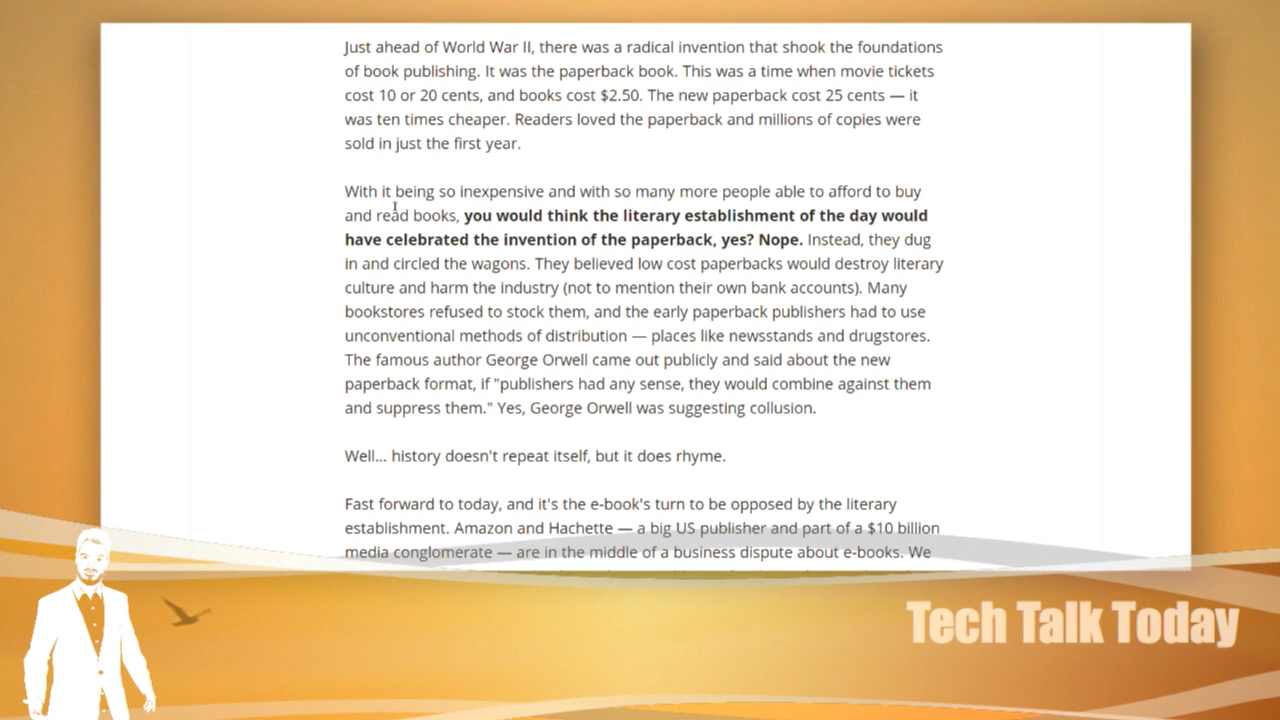 Just ahead of World War II, there was a radical invention that shook the foundations
of book publishing. It was the paperback book. This was a time when movie tickets
cost 10 or 20 cents, and books cost $2.50. The new paperback cost 25 cents — it
was ten times cheaper. Readers loved the paperback and millions of copies were
sold in just the first year.
With it being so inexpensive and with so many more people able to afford to buy
and read books, you would think the literary establishment of the day would
have celebrated the invention of the paperback, yes? Nope. Instead, they dug
in and circled the wagons. They believed low cost paperbacks would destroy literary
culture and harm the industry (not to mention their own bank accounts). Many
bookstores refused to stock them, and the early paperback publishers had to use
unconventional methods of distribution — places like newsstands and drugstores.
The famous author George Orwell came out publicly and said about the new
paperback format, if "publishers had any sense, they would combine against them
and suppress them." Yes, George Orwell was suggesting collusion.
Well... history doesn't repeat itself, but it does rhyme.
Fast forward to today, and it's the e-book's turn to be opposed by the literary
establishment. Amazon and Hachette — a big US publisher and part of a $10 billion
media conglomerate — are in the middle of a business dispute about e-books. We
Tech Talk Today